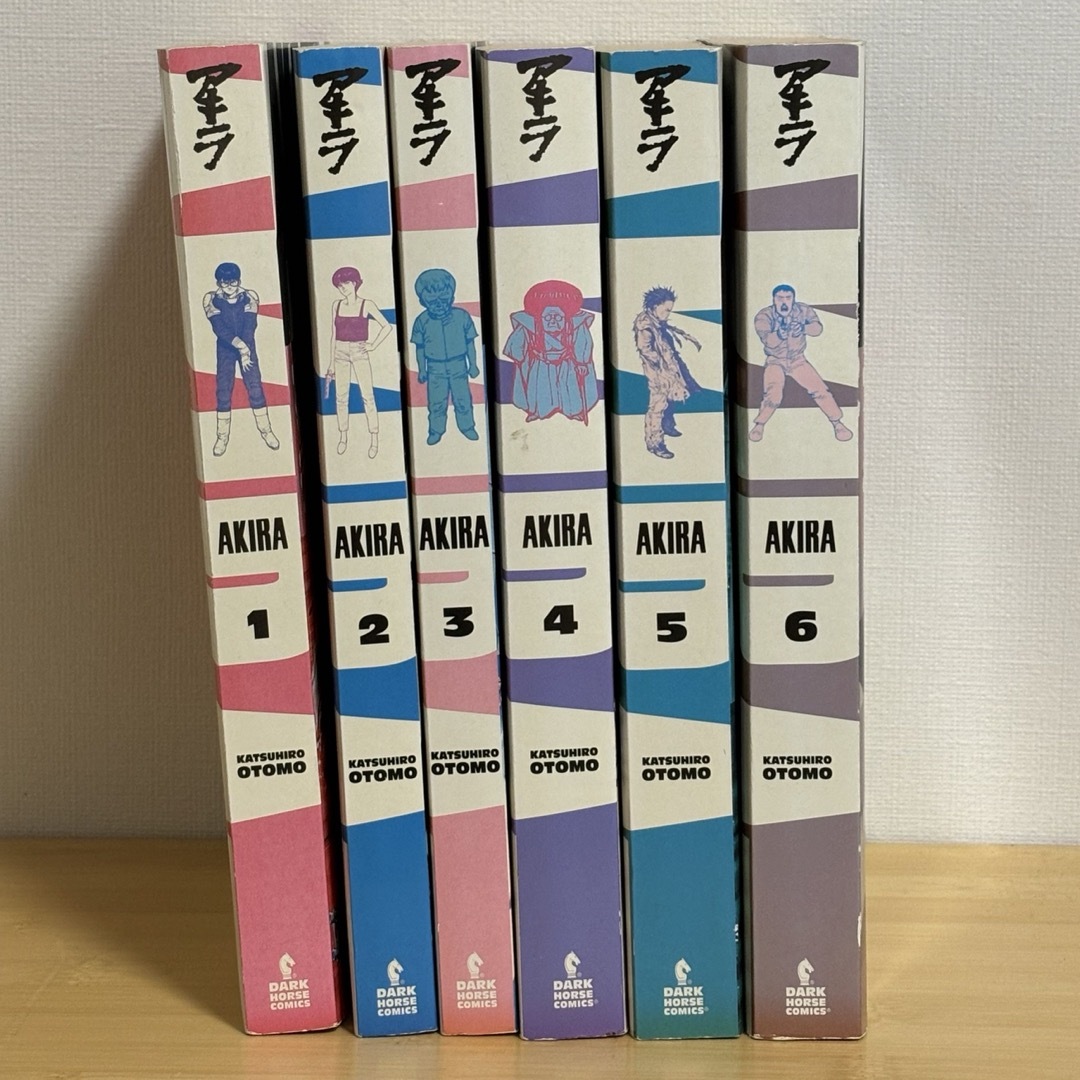 アキラ
AKIRA
1
KATSUHIRO
OTOMO
DARK
HORSE
COMICS
アキラ
AKIRA
2
KATSUHIRO
OTOMO
DARK
HORSE
COMICS
アキラ
AKIRA
3
KATSUHIRO
OTOMO
DARK
HORSE
COMICS
アキラ
AKIRA
4
KATSUHIRO
OTOMO
DARK
HORSE
COMICS®
アキラ
AKIRA
5
KATSUHIRO
OTOMO
DARK
HORSE
COMICS®
アキラ
AKIRA
6
KATSUHIRO
OTOMO
DARK
HORSE
COMICS®